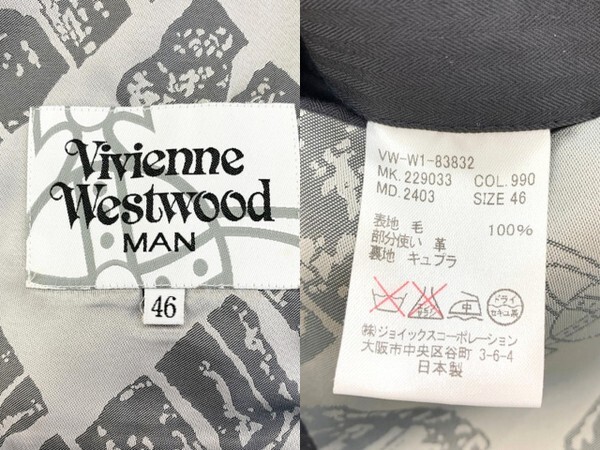 Vivienne
Westwood
MAN
46
VW-W1-83832
MK. 229033 COL. 990
MD. 2403 SIZE 46
表地 毛 100%
部分使い 革
裏地 キュプラ
中
ドライ
セキユ系
㈱ジョイックスコーポレーション
大阪市中央区谷町 3-6-4
日本製